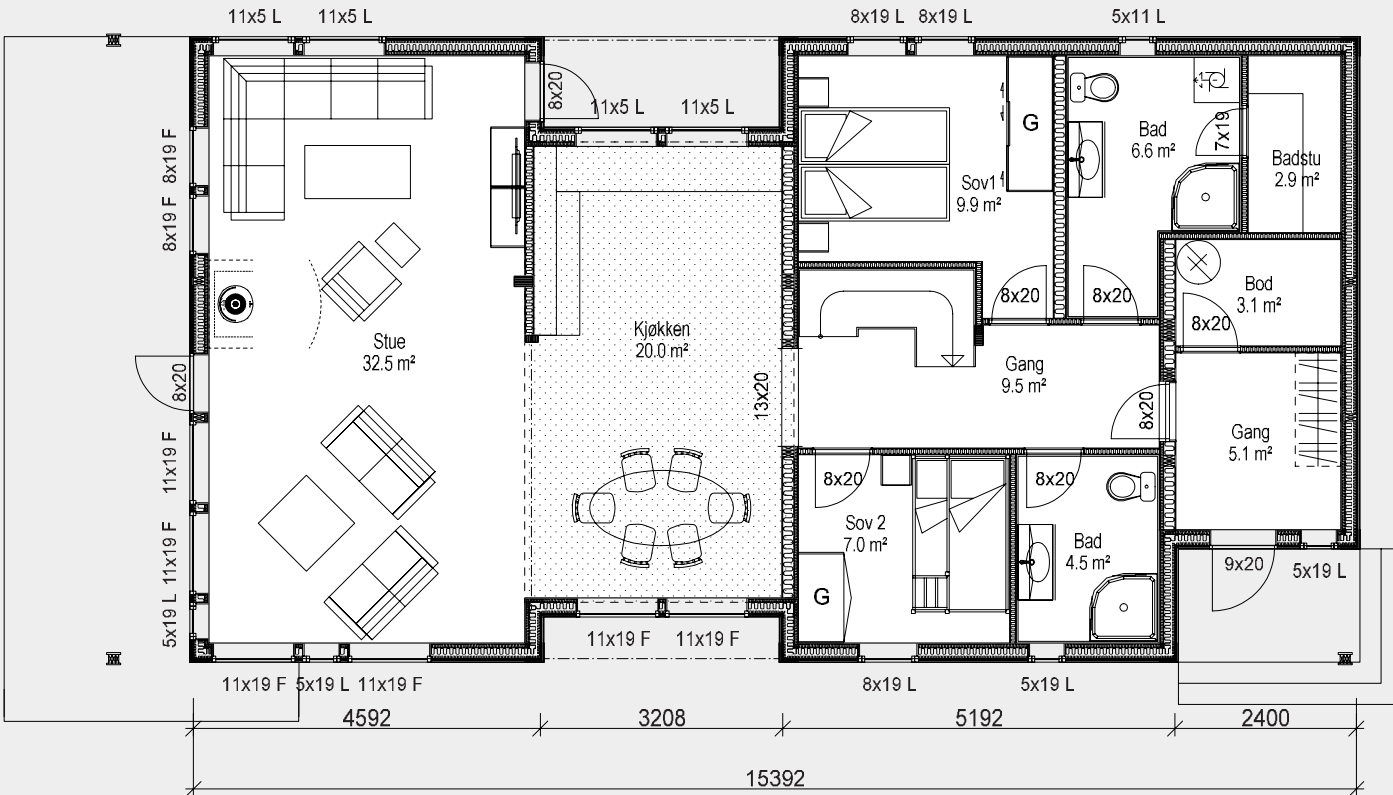 11x5 L 11x5 L 8x19 L 8x19 L 5x11 L
8x20
11x5 L 11x5 L
8x19 F
8x19 F
G
Sov1
9.9 m²
Bad
6.6 m²
7x19
Badstu
2.9 m²
Bod
3.1 m²
8x20
8x20
8x20
Stue
32.5 m²
Kjøkken
20.0 m²
8x20
13x20
Gang
9.5 m²
8x20
Gang
5.1 m²
11x19 F
11x19 F
5x19 L
8x20
Sov 2
7.0 m²
G
8x20
Bad
4.5 m²
9x20
5x19 L
11x19 F 11x19 F
11x19 F 5x19 L 11x19 F
8x19 L
5x19 L
4592 3208 5192 2400
15392